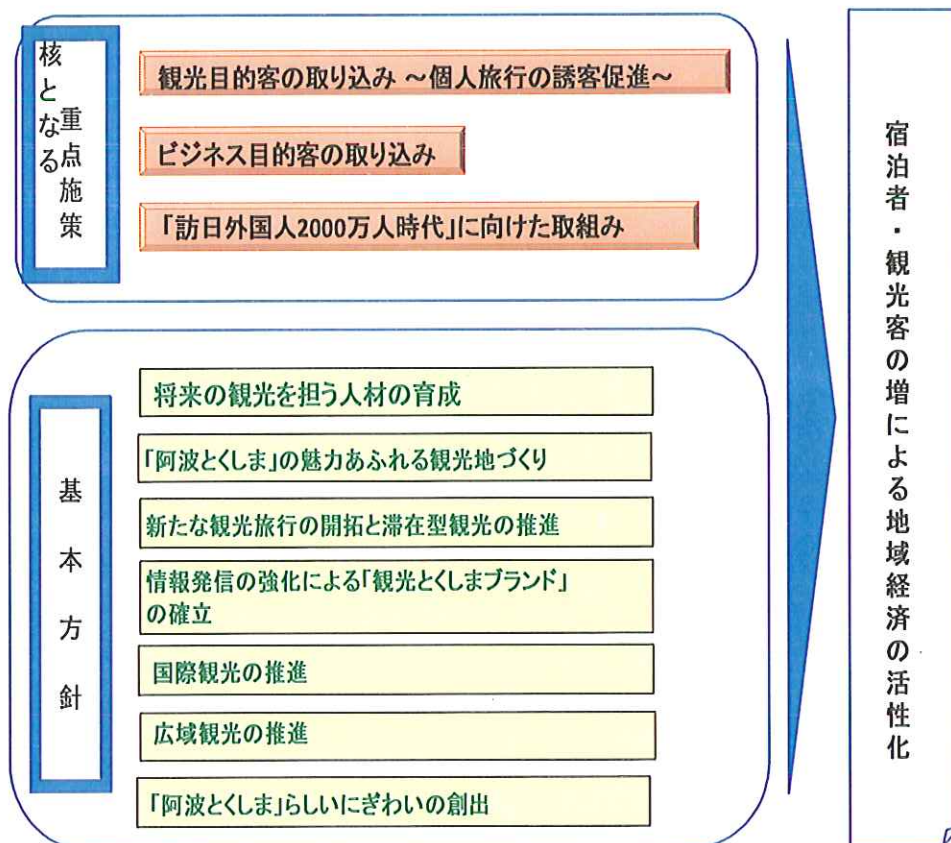 核となる
重点施策
観光目的客の取り込み ~個人旅行の誘客促進~
ビジネス目的客の取り込み
「訪日外国人2000万人時代」に向けた取組み
基本方針
将来の観光を担う人材の育成
「阿波とくしま」の魅力あふれる観光地づくり
新たな観光旅行の開拓と滞在型観光の推進
情報発信の強化による「観光とくしまブランド」
の確立
国際観光の推進
広域観光の推進
「阿波とくしま」らしいにぎわいの創出
宿泊者・観光客の増による地域経済の活性化